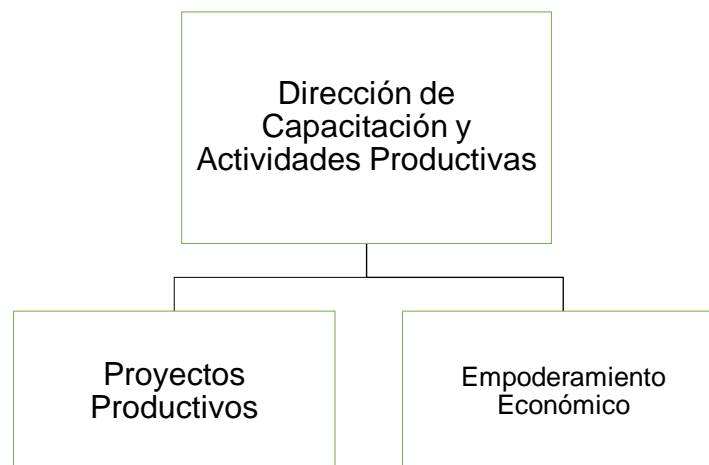 Dirección de
Capacitación y
Actividades Productivas
Proyectos
Productivos
Empoderamiento
Económico